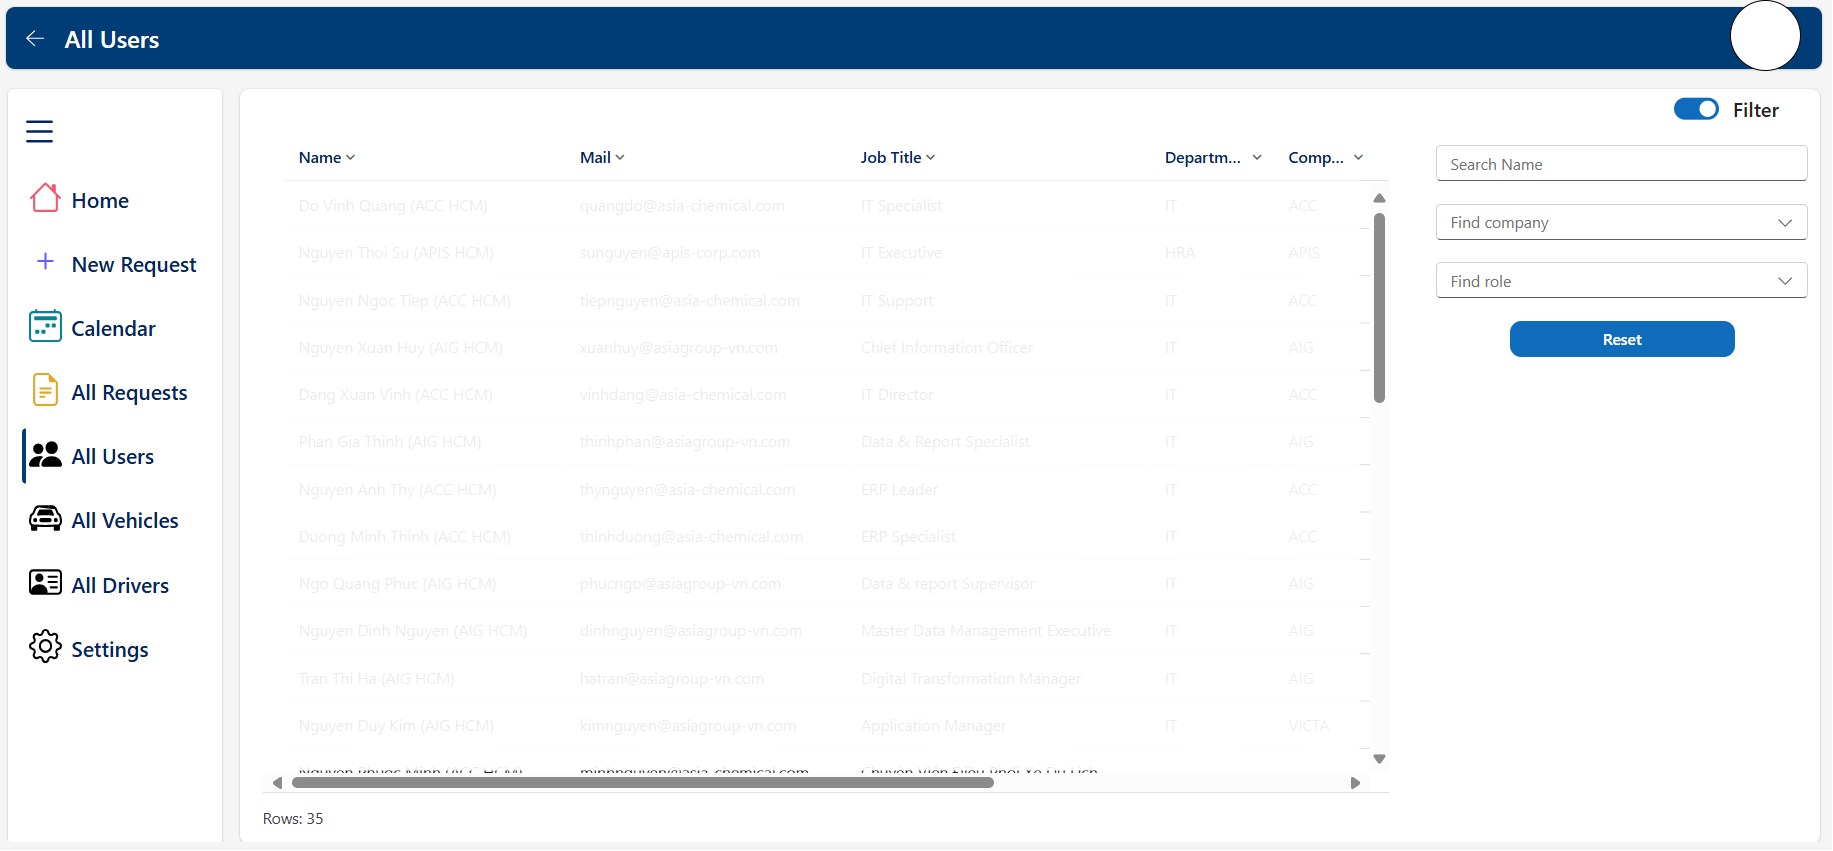 All Users
Filter
Home
New Request
Calendar
All Requests
All Users
All Vehicles
All Drivers
Settings
Name Mail Job Title Departm... Comp...
Do Vinh Quang (ACC HCM) quangdo@asia-chemical.com IT Specialist IT ACC
Nguyen Thoi Su (APIS HCM) sunguyen@apis-corp.com IT Executive HRA APIS
Nguyen Ngoc Tiep (ACC HCM) tiepnguyen@asia-chemical.com IT Support IT ACC
Nguyen Xuan Huy (AIG HCM) xuanhuy@asiagroup-vn.com Chief Information Officer IT AIG
Dang Xuan Vinh (ACC HCM) vinhdang@asia-chemical.com IT Director IT ACC
Phan Gia Thinh (AIG HCM) thinhphan@asiagroup-vn.com Data & Report Specialist IT AIG
Nguyen Anh Thy (ACC HCM) thynguyen@asia-chemical.com ERP Leader IT ACC
Duong Minh Thinh (ACC HCM) thinhduong@asia-chemical.com ERP Specialist IT ACC
Ngo Quang Phuc (AIG HCM) phucngo@asiagroup-vn.com Data & report Supervisor IT AIG
Nguyen Dinh Nguyen (AIG HCM) dinhnguyen@asiagroup-vn.com Master Data Management Executive IT AIG
Tran Thi Ha (AIG HCM) hatran@asiagroup-vn.com Digital Transformation Manager IT AIG
Nguyen Duy Kim (AIG HCM) kimnguyen@asiagroup-vn.com Application Manager IT VICTA
Nguyen Phuoc Minh (ACC HCM) minhnguyen@asia-chemical.com
Rows: 35
Search Name
Find company
Find role
Reset